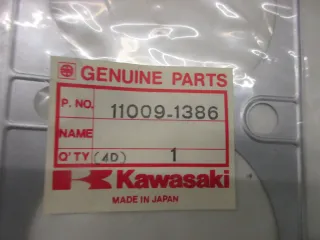 GENUINE PARTS
P. NO. 11009-1386
NAME
Q'TY (4D) 1
Kawasaki
MADE IN JAPAN